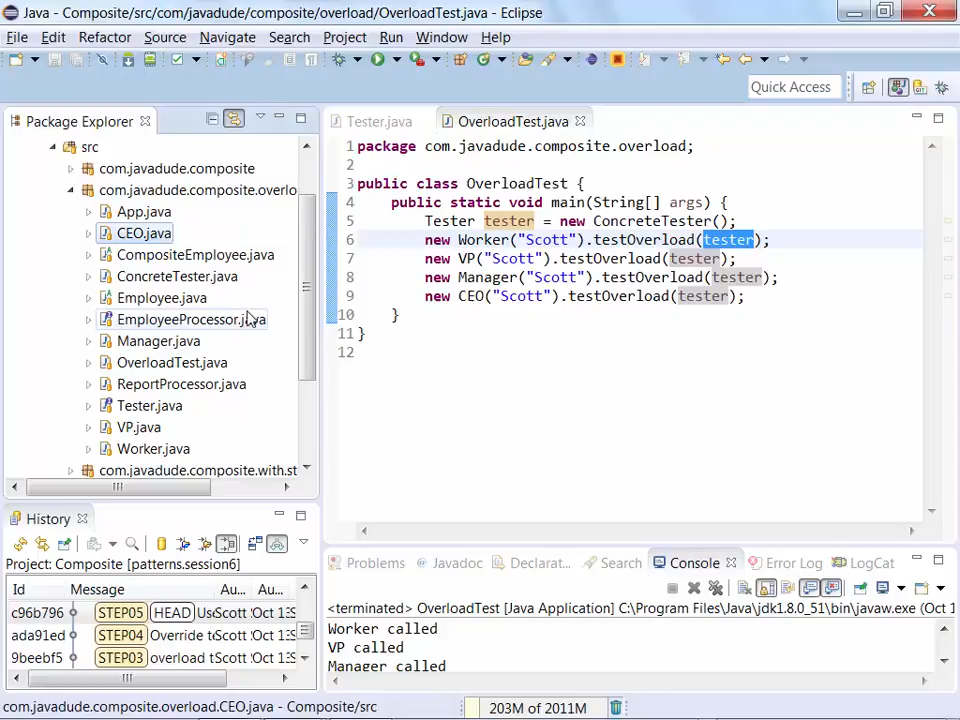 Java - Composite/src/com/javadude/composite/overload/OverloadTest.java - Eclipse
File Edit Refactor Source Navigate Search Project Run Window Help
Quick Access
Package Explorer
src
com.javadude.composite
com.javadude.composite.overlo
App.java
CEO.java
CompositeEmployee.java
ConcreteTester.java
Employee.java
EmployeeProcessor.java
Manager.java
OverloadTest.java
ReportProcessor.java
Tester.java
VP.java
Worker.java
com.javadude.composite.with.st
Tester.java OverloadTest.java
1 package com.javadude.composite.overload;
2
3 public class OverloadTest {
4 public static void main(String[] args) {
5 Tester tester = new ConcreteTester();
6 new Worker("Scott").testOverload(tester);
7 new VP("Scott").testOverload(tester);
8 new Manager("Scott").testOverload(tester);
9 new CEO("Scott").testOverload(tester);
10 }
11 }
12
History
Project: Composite [patterns.session6]
Id Message Au... Au...
c96b796 STEP05 HEAD Us Scott Oct 13
ada91ed STEP04 Override t Scott Oct 13
9beebf5 STEP03 overload t Scott Oct 13
Problems Javadoc Declarat... Search Console Error Log LogCat
<terminated> OverloadTest [Java Application] C:\Program Files\Java\jdk1.8.0_51\bin\javaw.exe (Oct 1
Worker called
VP called
Manager called
com.javadude.composite.overload.CEO.java - Composite/src
203M of 2011M